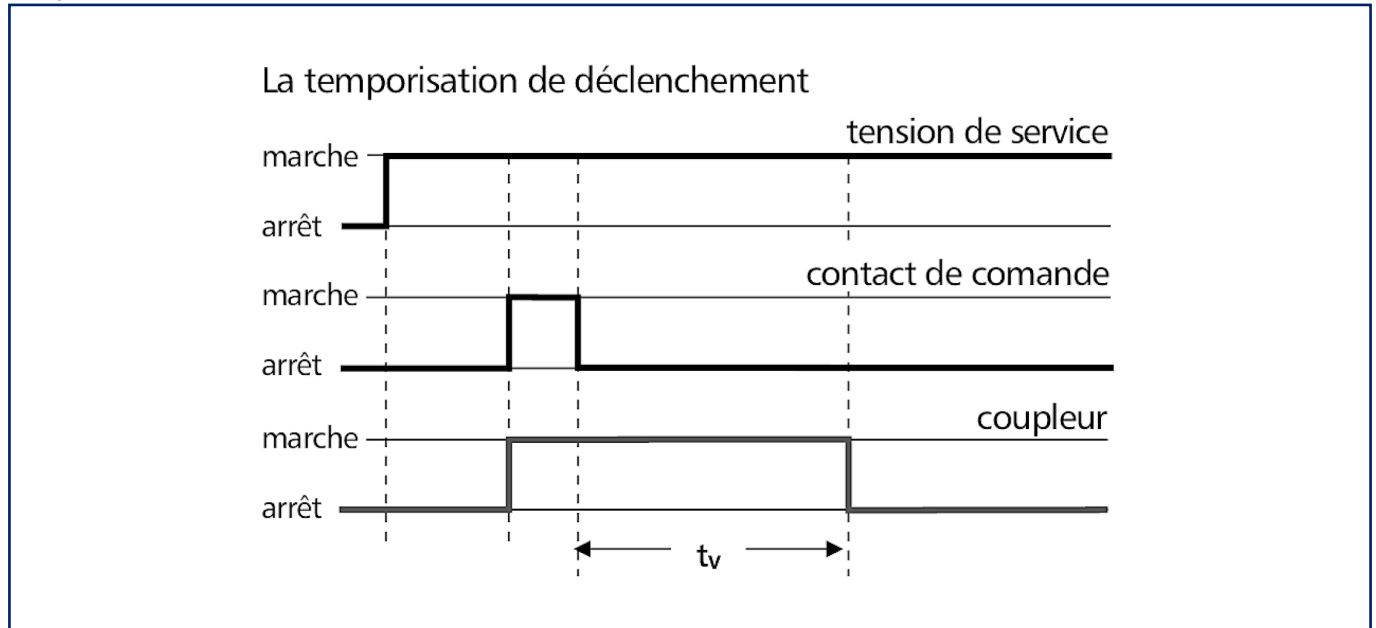 La temporisation de déclenchement
tension de service
marche
arrêt
contact de comande
marche
arrêt
coupleur
marche
arrêt
tv